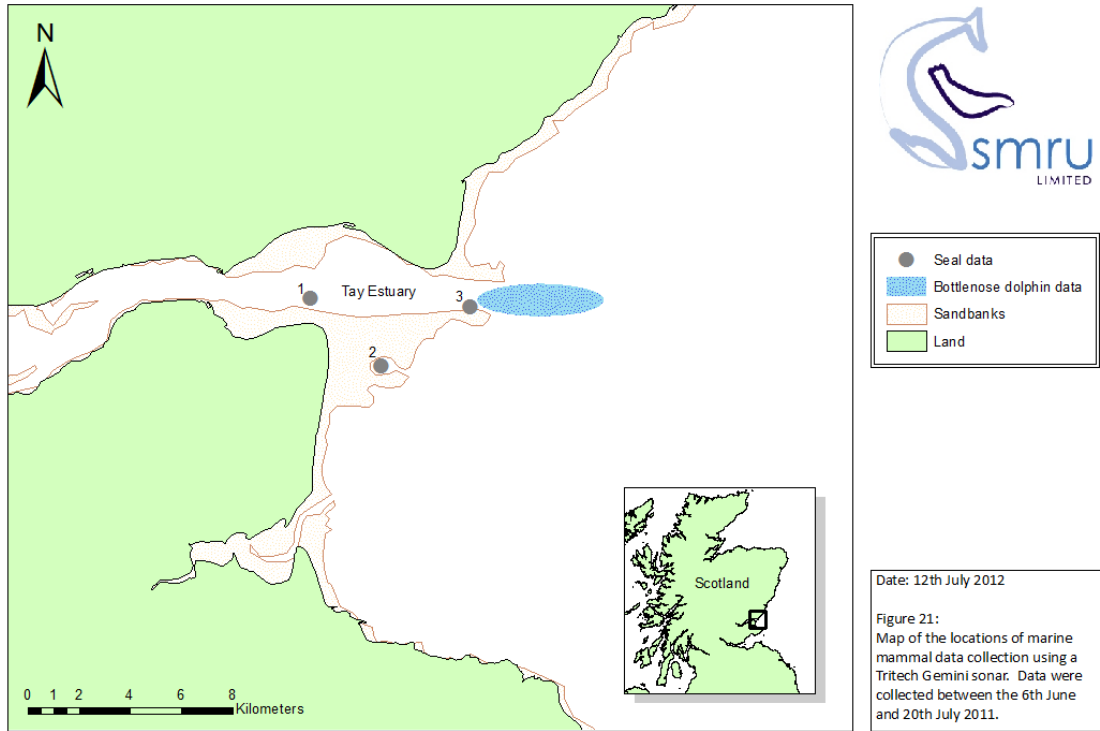 N
1
Tay Estuary
3
2
Scotland
0 1 2 4 6 8
Kilometers
smru
LIMITED
Seal data
Bottlenose dolphin data
Sandbanks
Land
Date: 12th July 2012
Figure 21:
Map of the locations of marine
mammal data collection using a
Tritech Gemini sonar. Data were
collected between the 6th June
and 20th July 2011.